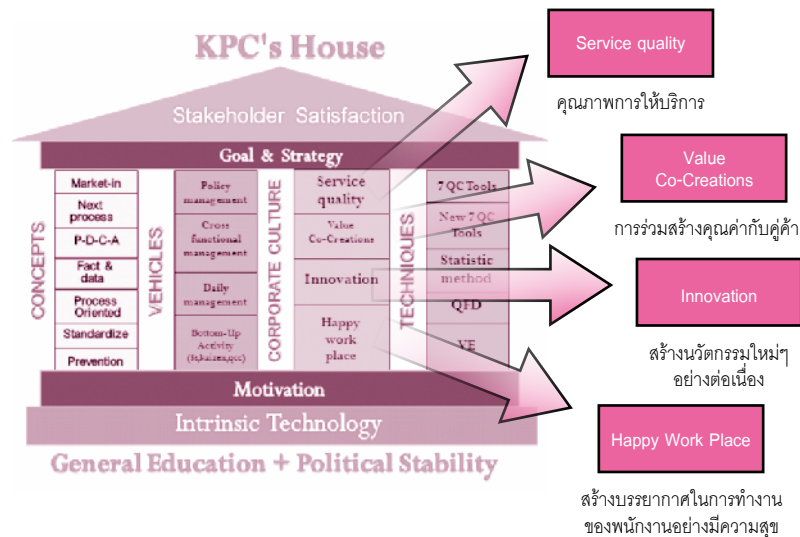 KPC's House
Stakeholder Satisfaction
Goal & Strategy
CONCEPTS
Market-in
Next
process
P-D-C-A
Fact &
data
Process
Oriented
Standardize
Prevention
VEHICLES
Policy
management
Cross
functional
management
Daily
management
Bottom-Up
Activity
CORPORATE CULTURE
Service
quality
Value
Co-Creations
Innovation
Happy
work
place
TECHNIQUES
7 QC Tools
New 7 QC
Tools
Statistic
method
QFD
VE
Motivation
Intrinsic Technology
General Education + Political Stability
Service quality
คุณภาพการให้บริการ
Value
Co-Creations
การร่วมสร้างคุณค่ากับคู่ค้า
Innovation
สร้างนวัตกรรมใหม่ๆ
อย่างต่อเนื่อง
Happy Work Place
สร้างบรรยากาศในการทำงาน
ของพนักงานอย่างมีความสุข